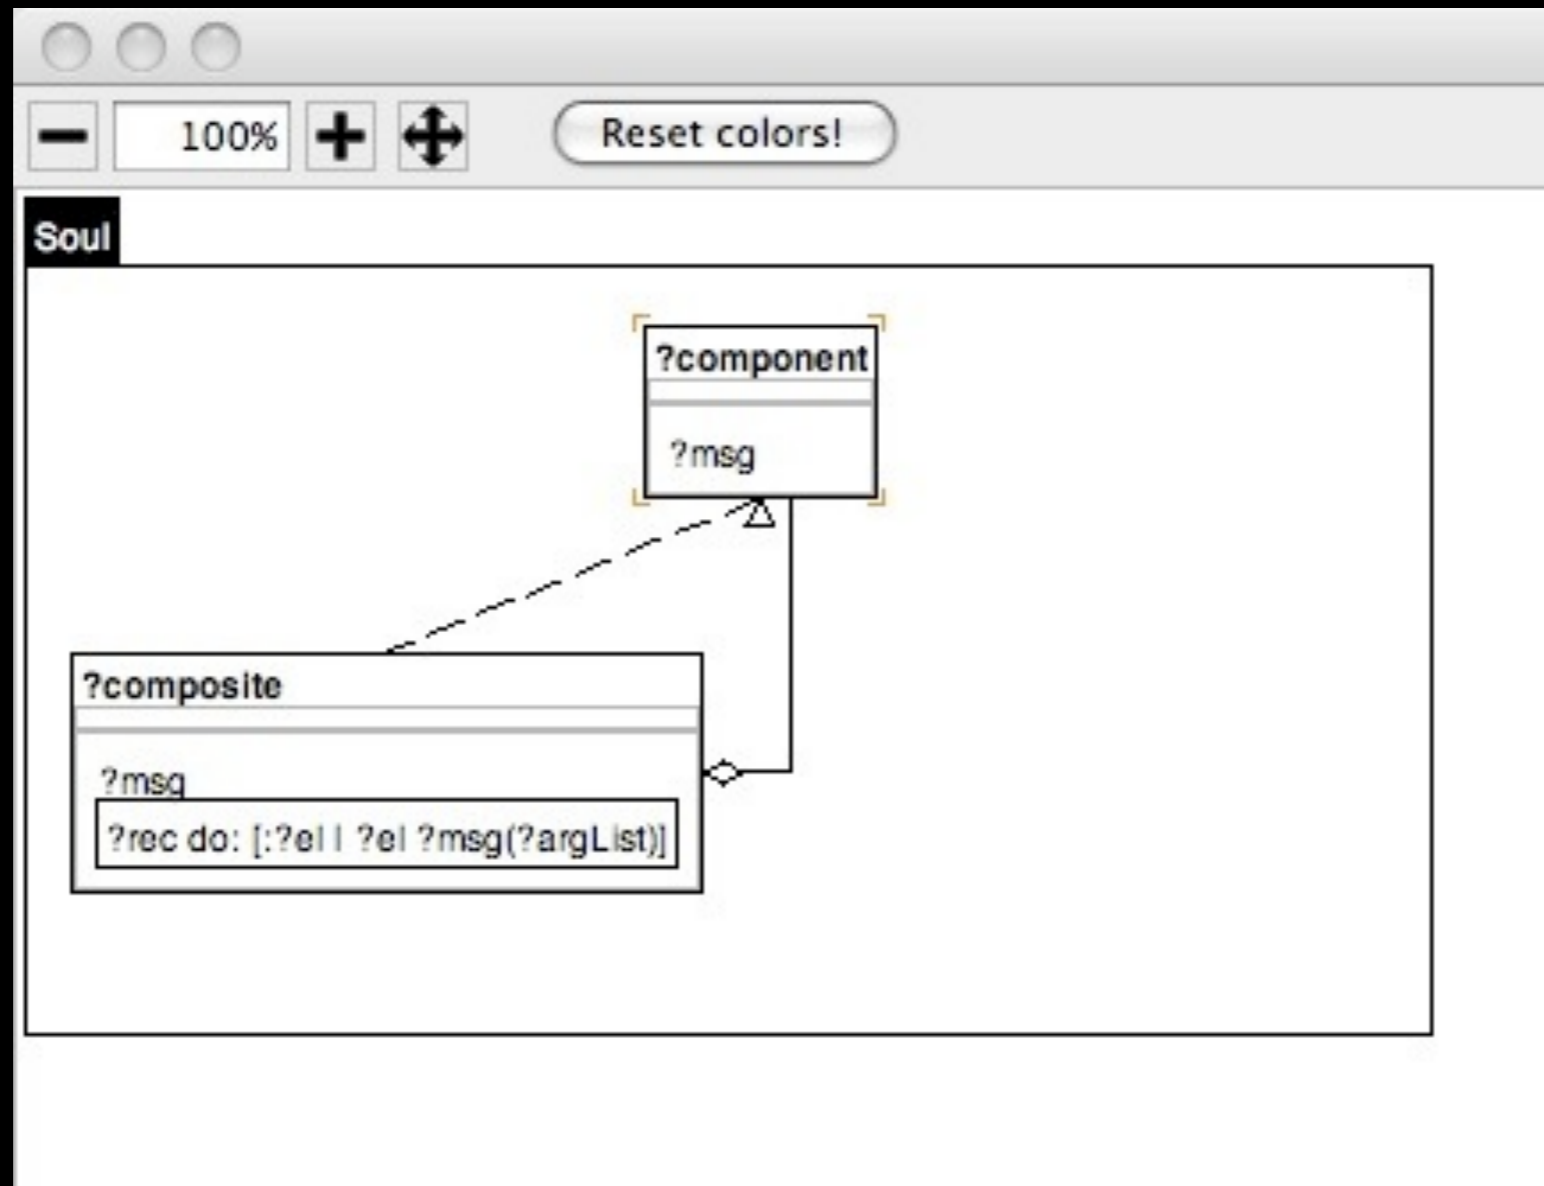 100%
Reset colors!
Soul
?component
?msg
?composite
?msg
?rec do: [:?el | ?el ?msg(?argList)]